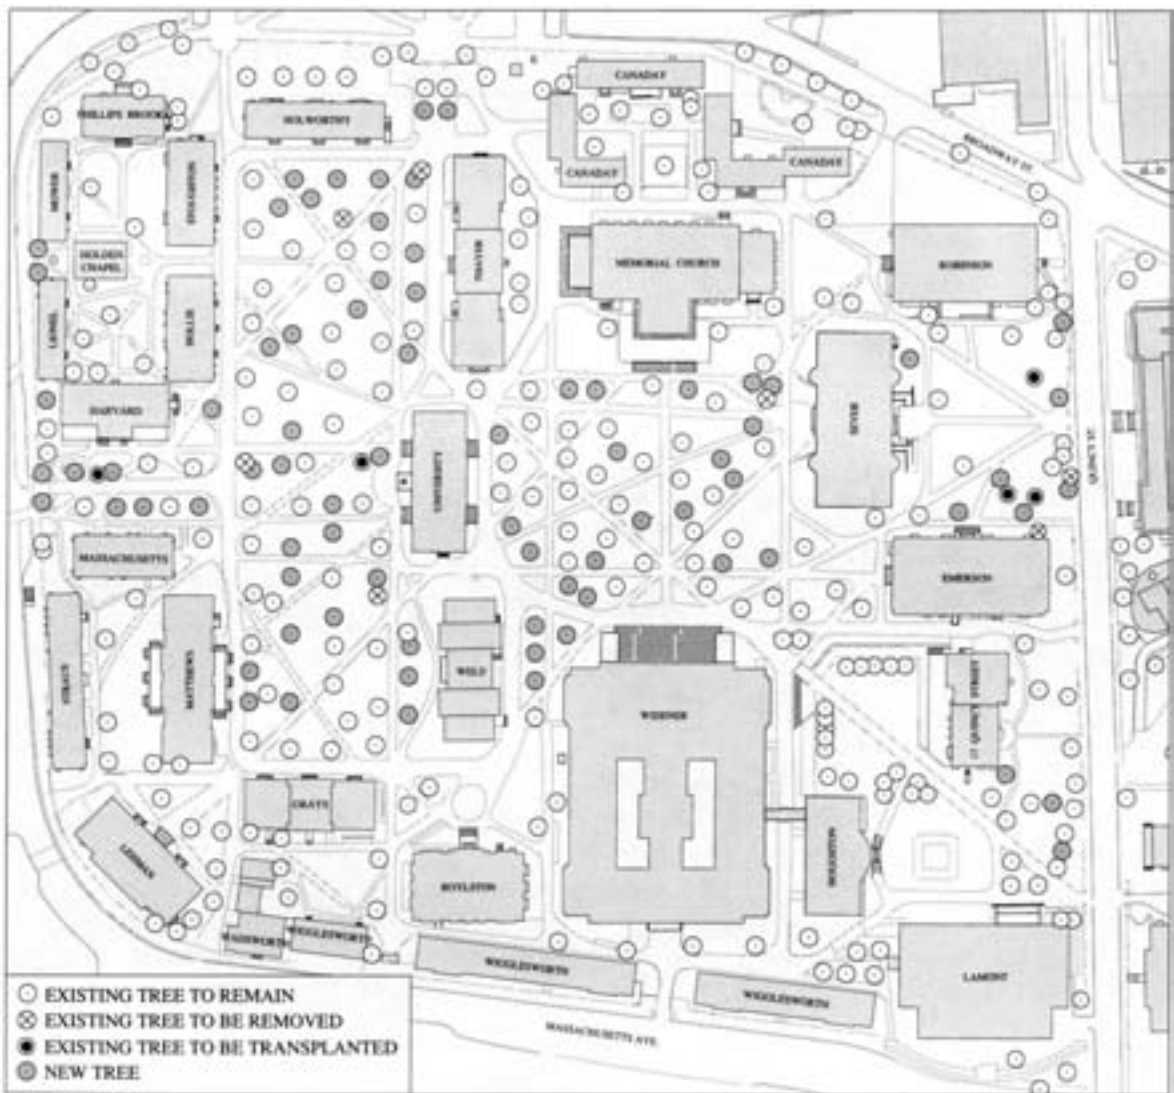 CANADAY
PHILLIPS BROOKS
HOLWORTHY
BROADWAY ST
CANADAY
CANADAY
MOWER
STOUGHTON
THAYER
HOLDEN
CHAPEL
MEMORIAL CHURCH
ROBINSON
LIONEL
HOLLIS
HARVARD
SEVER
UNIVERSITY
QUINCY ST
MASSACHUSETTS
EMERSON
STRAUS
MATTHEWS
WELD
WIDENER
17 QUINCY STREET
GRAYS
LEHMAN
BOYLSTON
HOUGHTON
WADSWORTH
WIGGLESWORTH
WIGGLESWORTH
WIGGLESWORTH
LAMONT
MASSACHUSETTS AVE.
EXISTING TREE TO REMAIN
EXISTING TREE TO BE REMOVED
EXISTING TREE TO BE TRANSPLANTED
NEW TREE